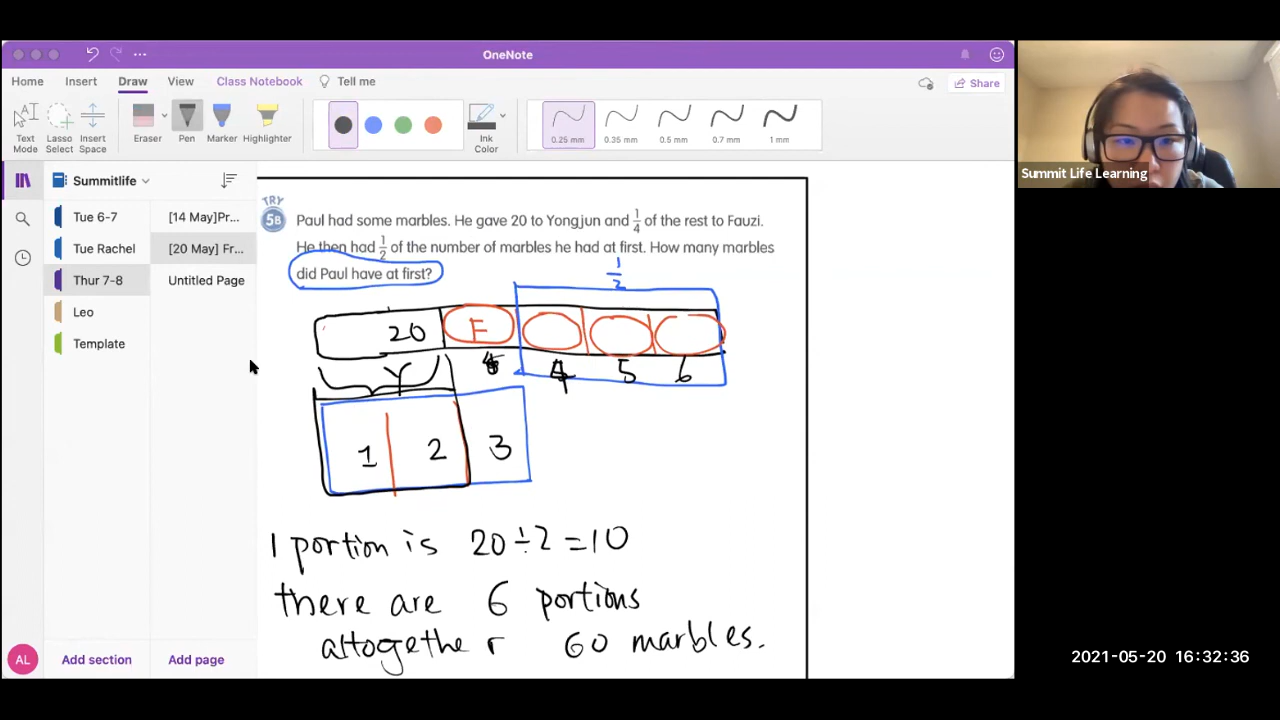 OneNote
Home Insert Draw View Class Notebook Tell me
Share
Text Mode
Lasso Select
Insert Space
Eraser
Pen
Marker
Highlighter
Ink Color
0.25 mm
0.35 mm
0.5 mm
0.7 mm
1 mm
Summit Life Learning
Summitlife
Tue 6-7
Tue Rachel
Thur 7-8
Leo
Template
[14 May]Pr...
[20 May] Fr...
Untitled Page
TRY
5B
Paul had some marbles. He gave 20 to Yongjun and 1/4 of the rest to Fauzi.
He then had 1/2 of the number of marbles he had at first. How many marbles
did Paul have at first?
1/2
20 F
Y 4 5 6
1 2 3
1 portion is 20 ÷ 2 = 10
there are 6 portions
altogether 60 marbles.
AL
Add section
Add page
2021-05-20 16:32:36